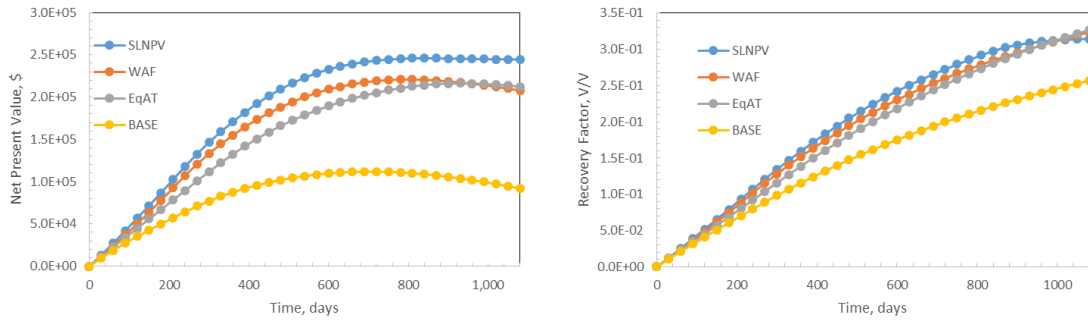 3.0E+05
2.5E+05
2.0E+05
1.5E+05
1.0E+05
5.0E+04
0.0E+00
Net Present Value, $
SLNPV
WAF
EqAT
BASE
0
200
400
600
800
1,000
Time, days
3.5E-01
3.0E-01
2.5E-01
2.0E-01
1.5E-01
1.0E-01
5.0E-02
0.0E+00
Recovery Factor, V/V
SLNPV
WAF
EqAT
BASE
0
200
400
600
800
1000
Time, days